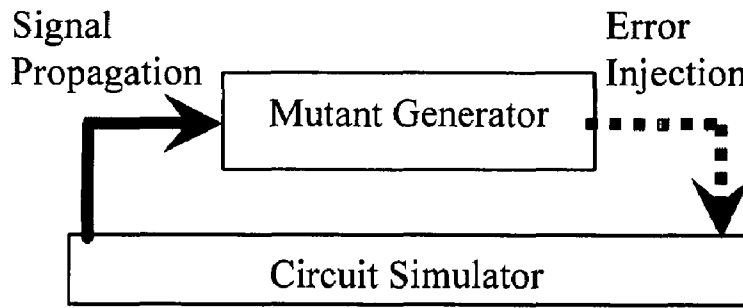 Signal
Propagation
Error
Injection
Mutant Generator
Circuit Simulator